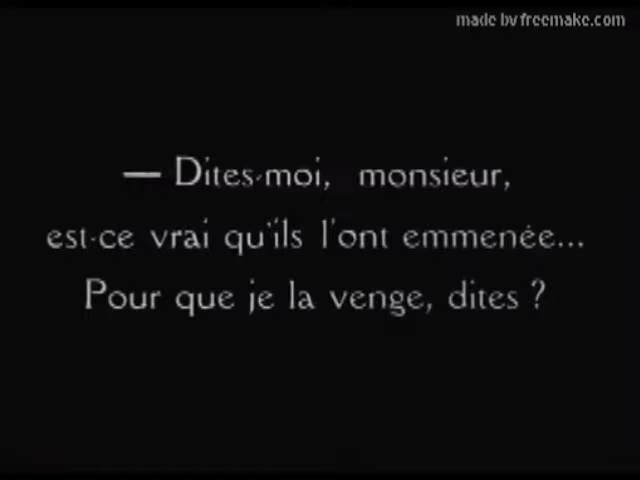 made by freemake.com
— Dites-moi, monsieur,
est-ce vrai qu'ils l'ont emmenée...
Pour que je la venge, dites ?